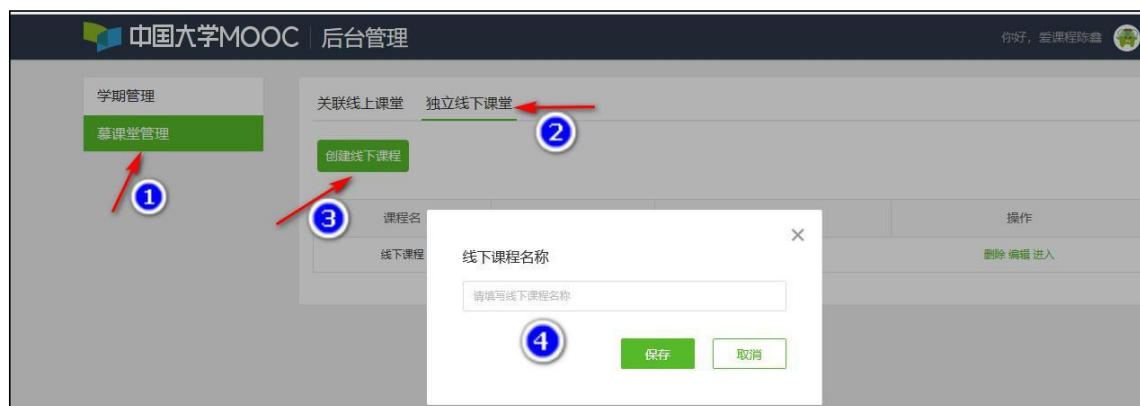 中国大学MOOC 后台管理
你好，爱课程陈鑫
学期管理
慕课堂管理
关联线上课堂 独立线下课堂
创建线下课程
1
2
3
4
课程名 操作
线下课程 删除 编辑 进入
线下课程名称
×
请填写线下课程名称
保存 取消